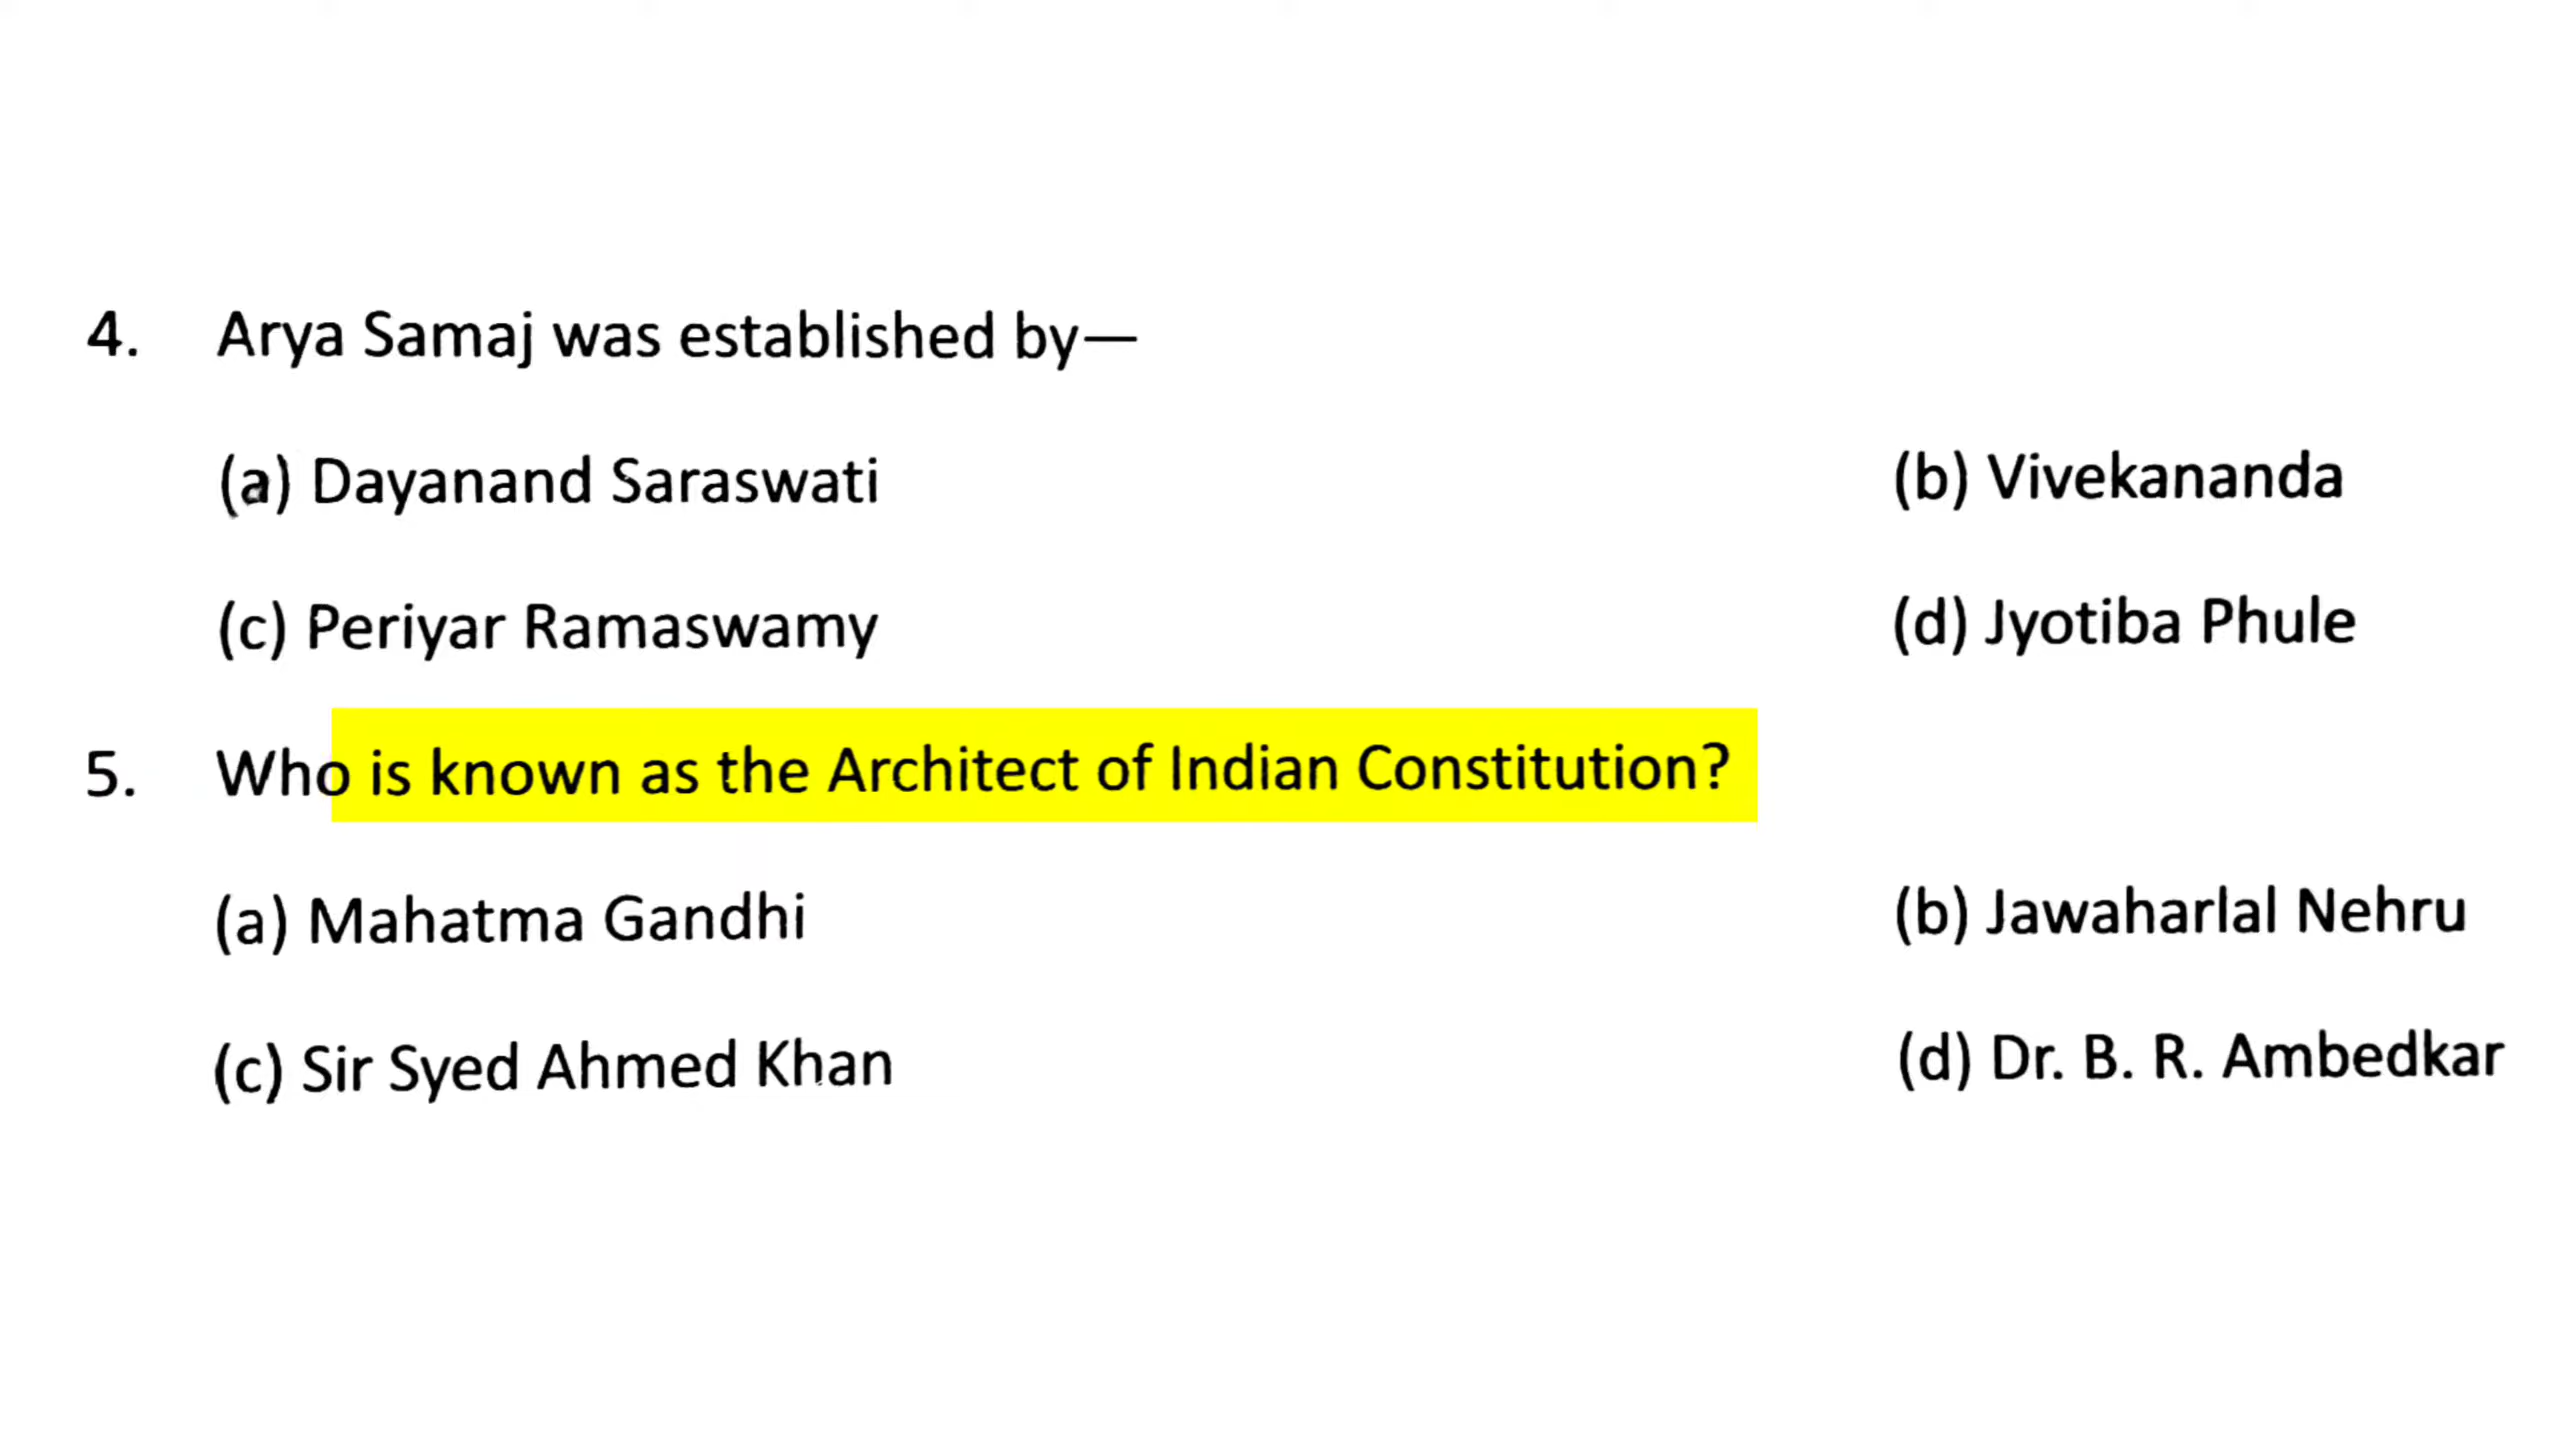 4. Arya Samaj was established by—
(a) Dayanand Saraswati (b) Vivekananda
(c) Periyar Ramaswamy (d) Jyotiba Phule
5. Who is known as the Architect of Indian Constitution?
(a) Mahatma Gandhi (b) Jawaharlal Nehru
(c) Sir Syed Ahmed Khan (d) Dr. B. R. Ambedkar